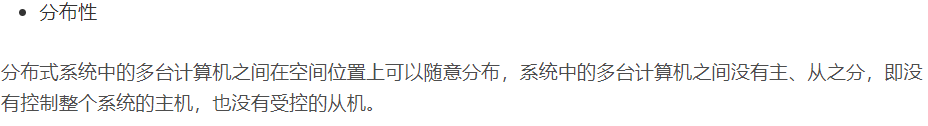 • 分布性
分布式系统中的多台计算机之间在空间位置上可以随意分布，系统中的多台计算机之间没有主、从之分，即没
有控制整个系统的主机，也没有受控的从机。